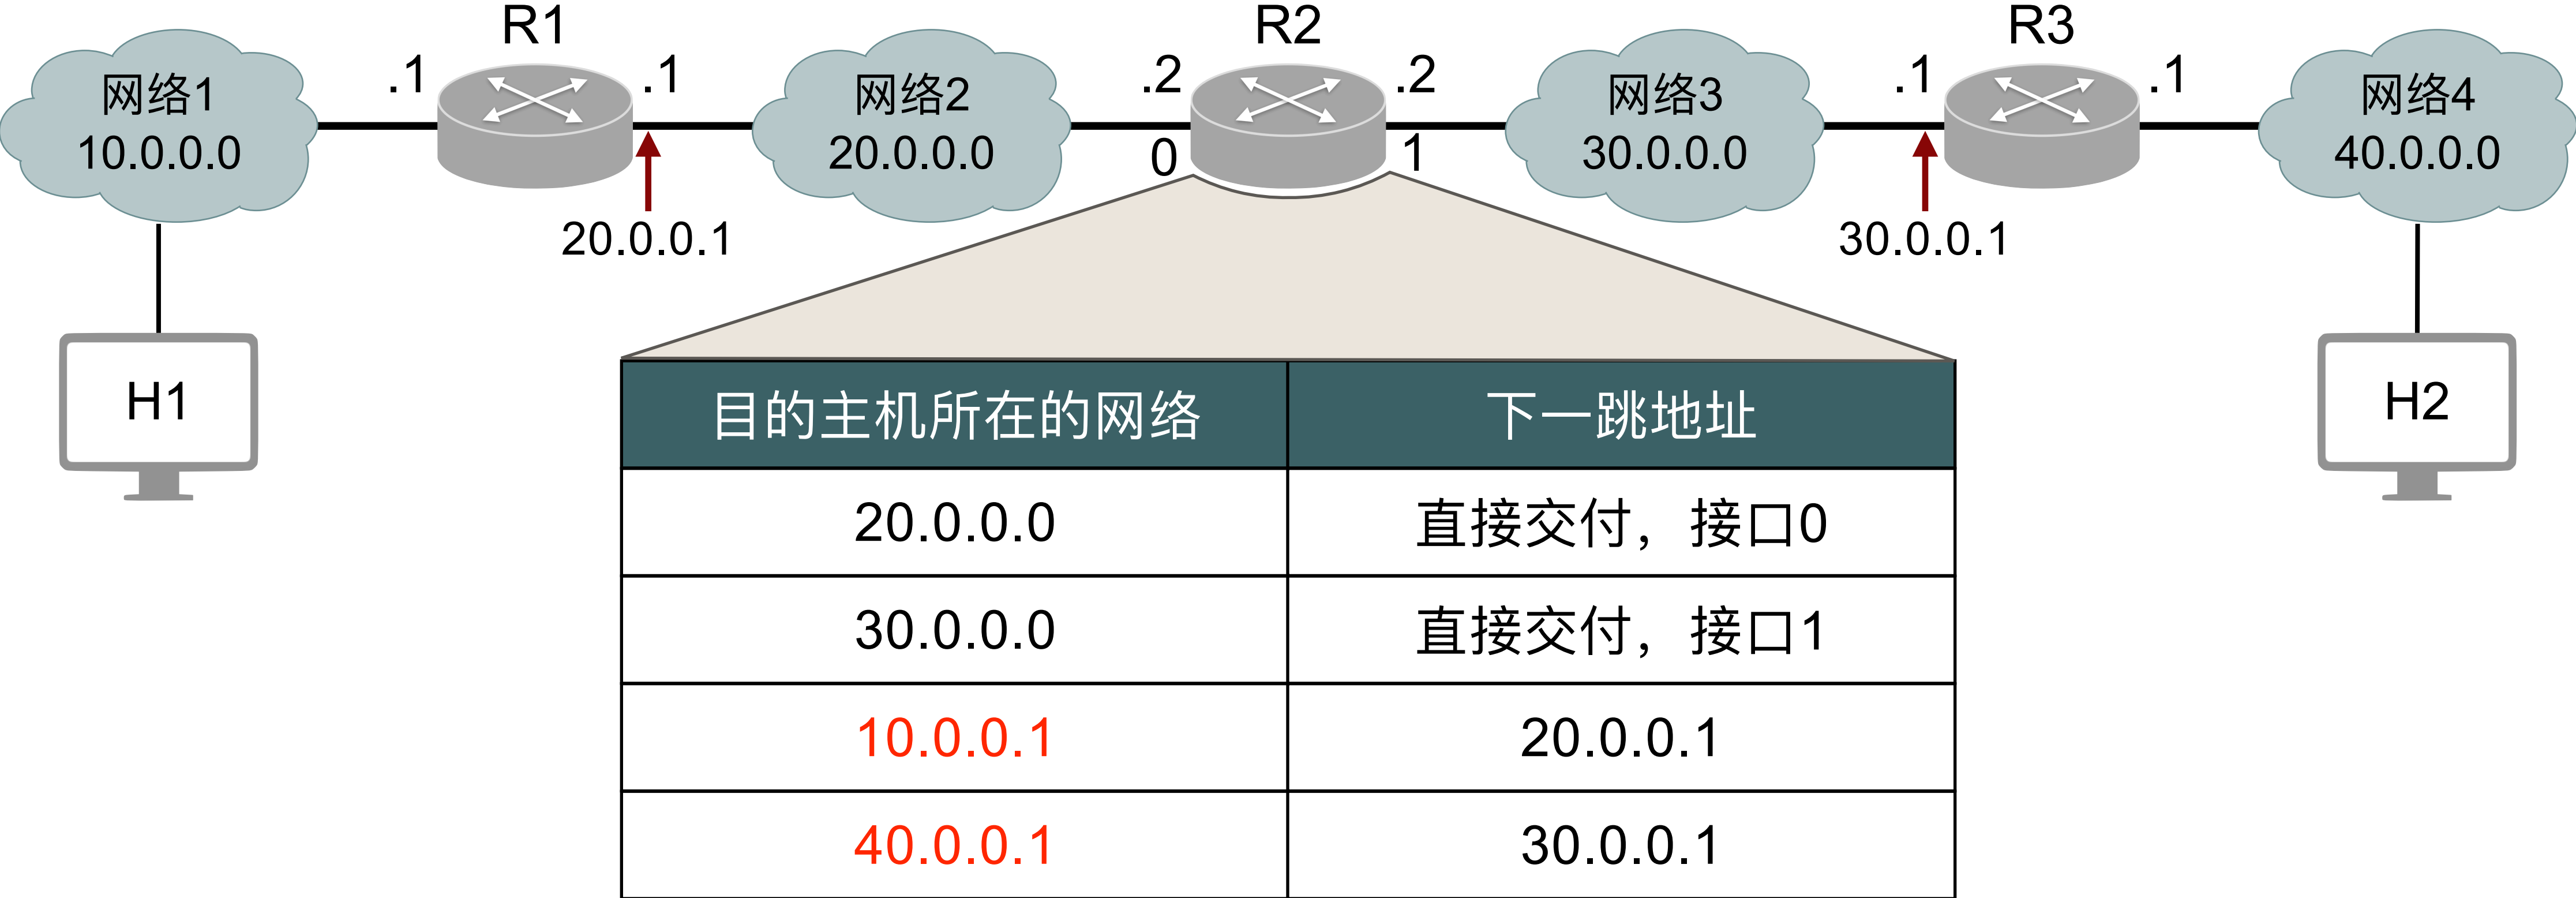 R1
R2
R3
网络1
10.0.0.0
.1
.1
网络2
20.0.0.0
.2
.2
0
1
网络3
30.0.0.0
.1
.1
网络4
40.0.0.0
20.0.0.1
30.0.0.1
H1
H2
目的主机所在的网络 下一跳地址
20.0.0.0 直接交付，接口0
30.0.0.0 直接交付，接口1
10.0.0.1 20.0.0.1
40.0.0.1 30.0.0.1